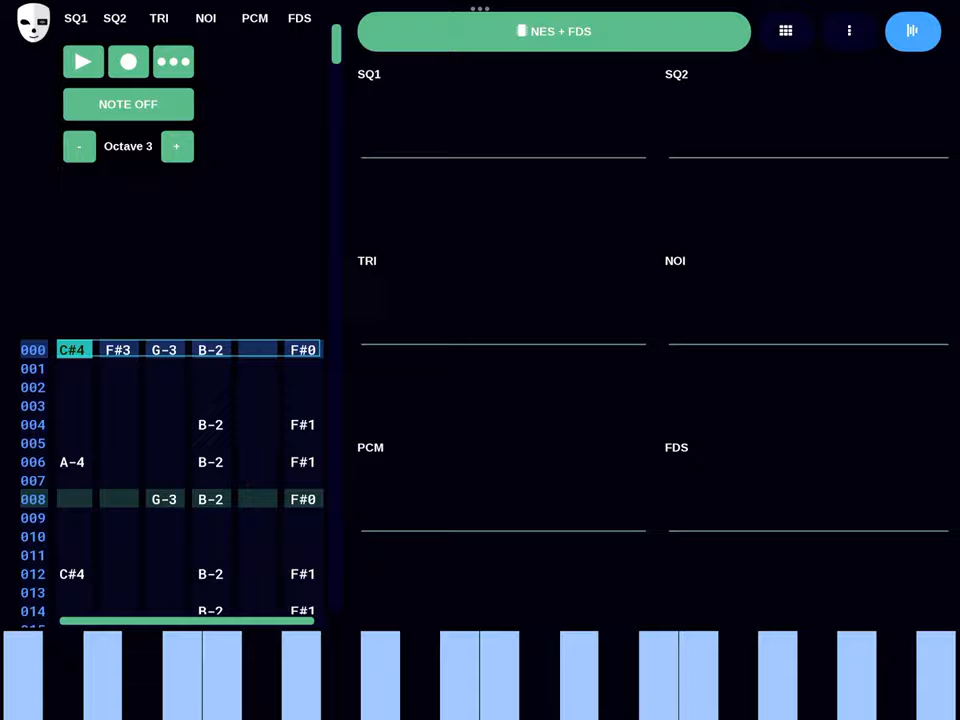 SQ1 SQ2 TRI NOI PCM FDS
NES + FDS
NOTE OFF
- Octave 3 +
SQ1 SQ2
TRI NOI
PCM FDS
000 C#4 F#3 G-3 B-2 F#0
001
002
003
004 B-2 F#1
005
006 A-4 B-2 F#1
007
008 G-3 B-2 F#0
009
010
011
012 C#4 B-2 F#1
013
014 B-2 F#1
015